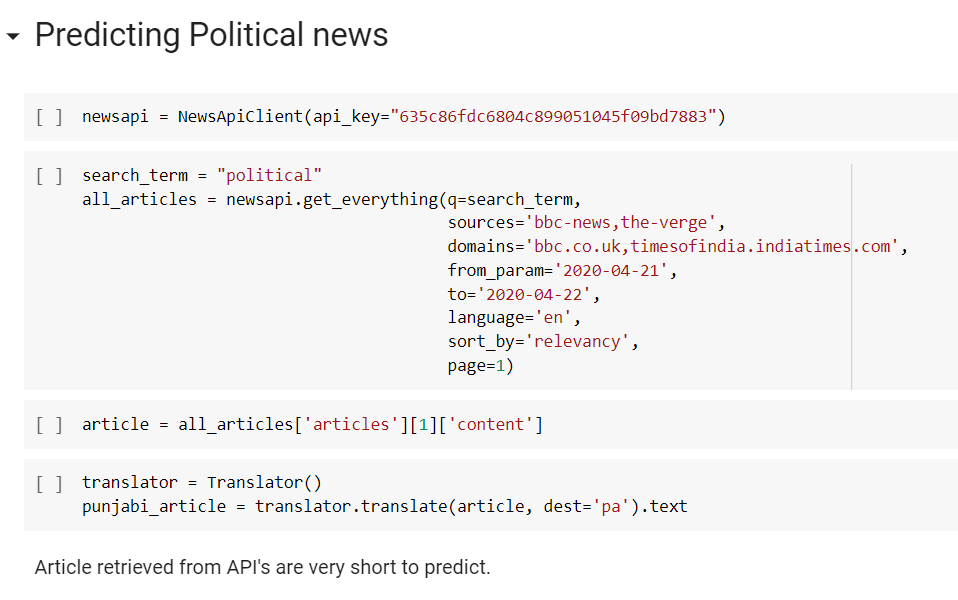 Predicting Political news
[ ] newsapi = NewsApiClient(api_key="635c86fdc6804c899051045f09bd7883")
[ ] search_term = "political"
all_articles = newsapi.get_everything(q=search_term,
sources='bbc-news,the-verge',
domains='bbc.co.uk,timesofindia.indiatimes.com',
from_param='2020-04-21',
to='2020-04-22',
language='en',
sort_by='relevancy',
page=1)
[ ] article = all_articles['articles'][1]['content']
[ ] translator = Translator()
punjabi_article = translator.translate(article, dest='pa').text
Article retrieved from API's are very short to predict.